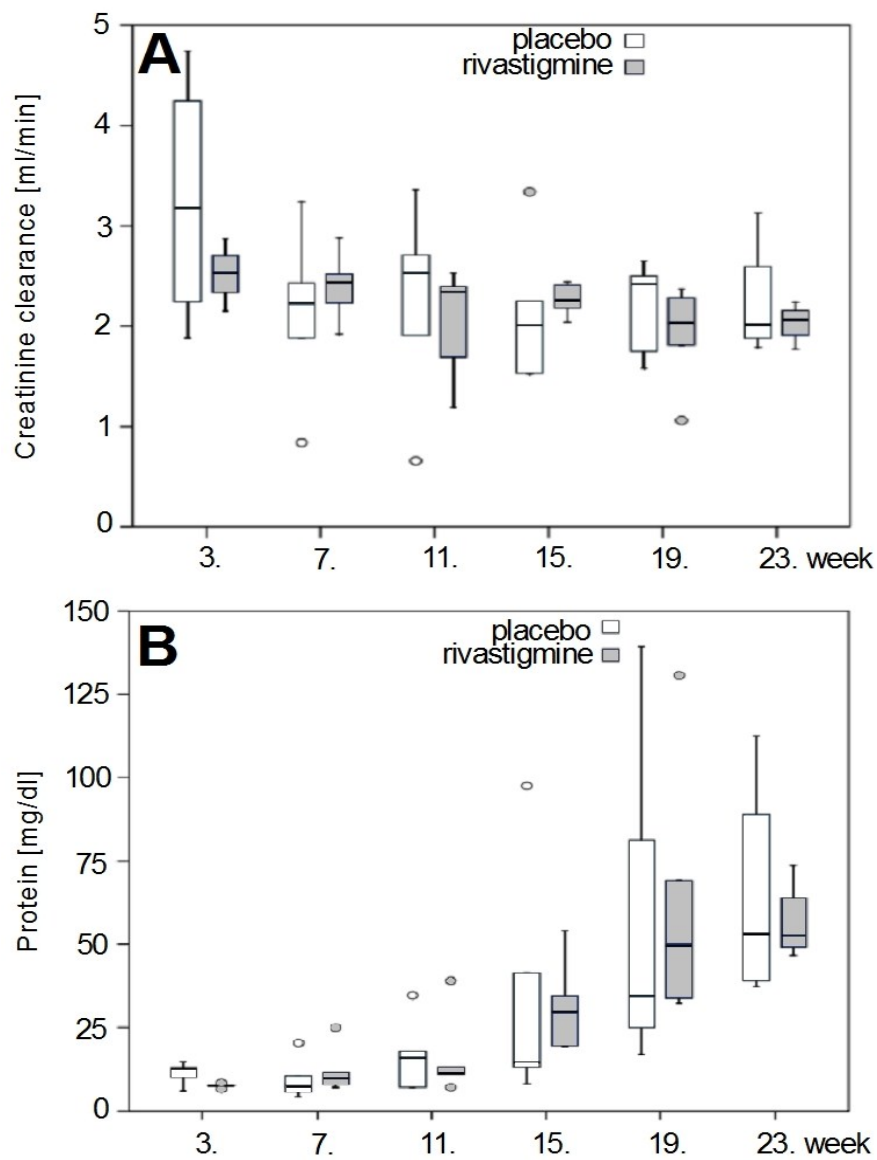 A
placebo
rivastigmine
Creatinine clearance [ml/min]
5
4
3
2
1
0
3. 7. 11. 15. 19. 23. week
B
placebo
rivastigmine
Protein [mg/dl]
150
125
100
75
50
25
0
3. 7. 11. 15. 19. 23. week